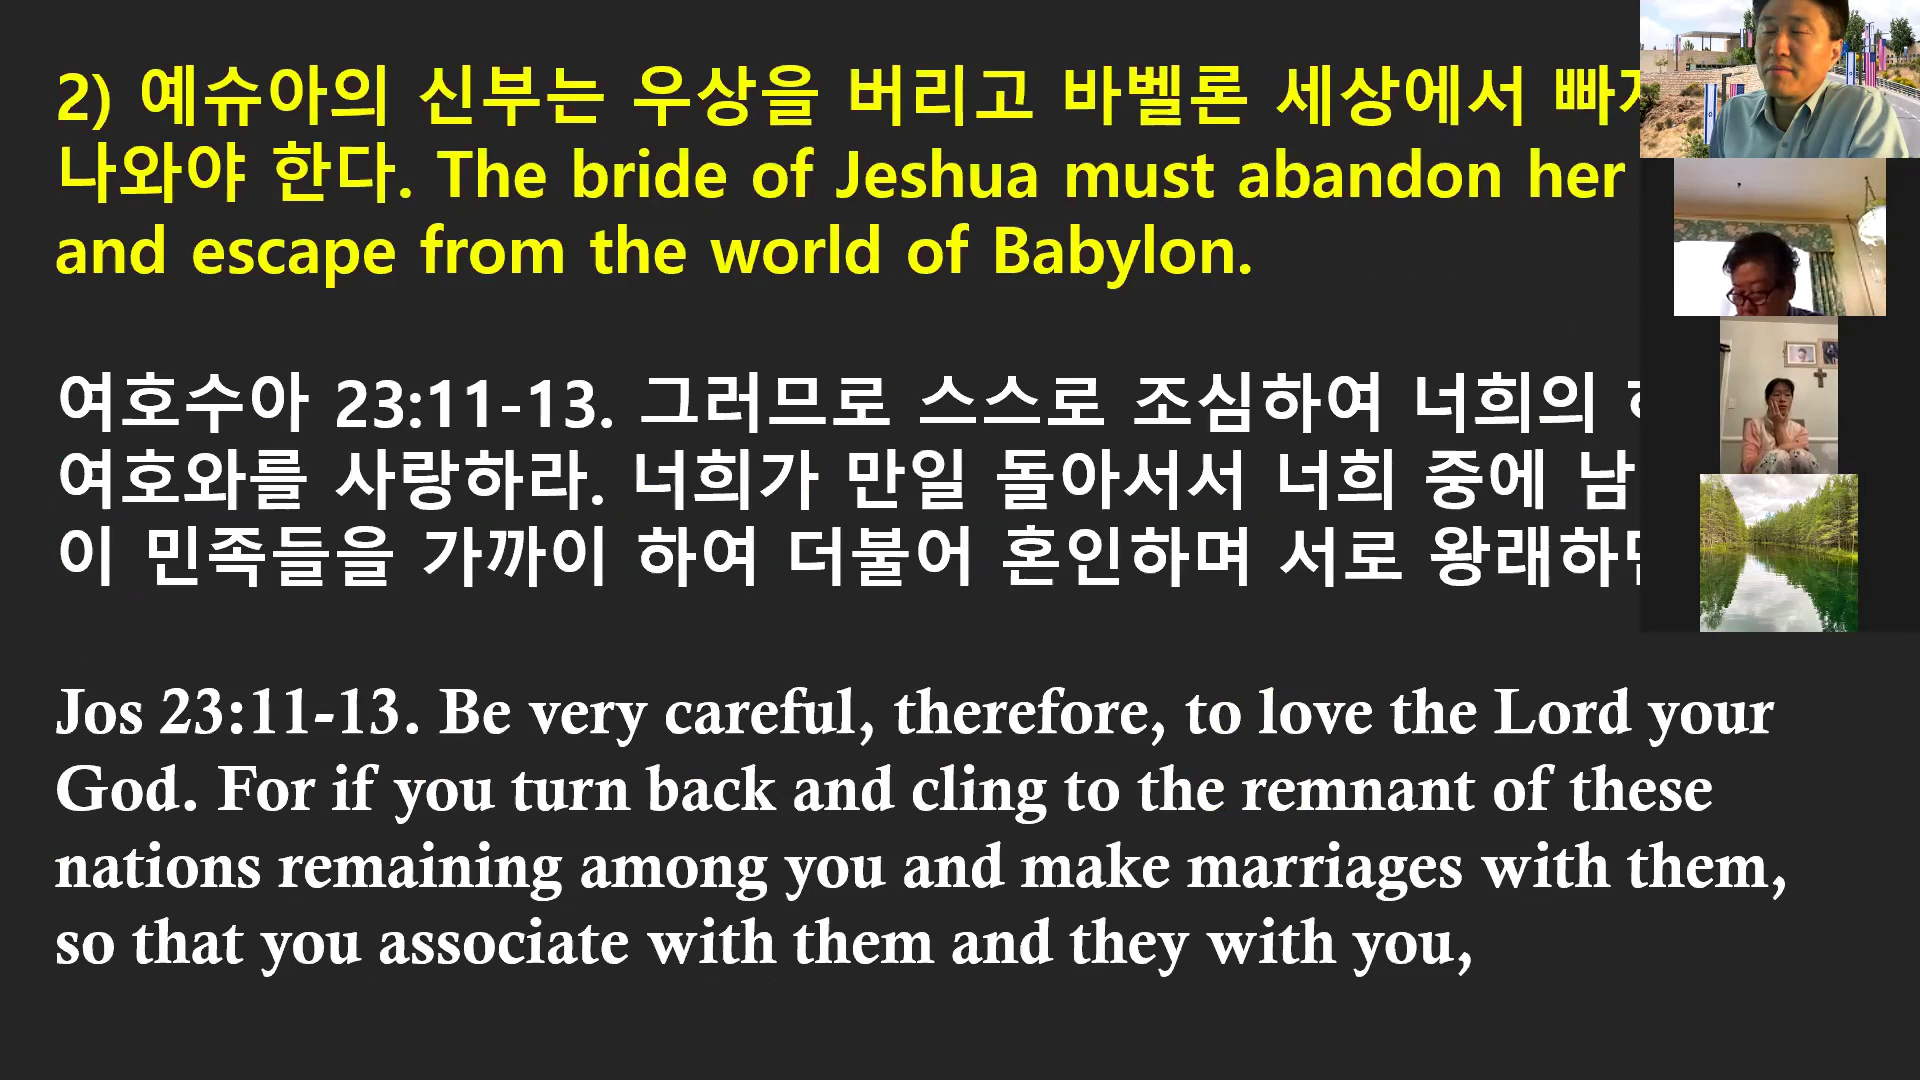 2) 예슈아의 신부는 우상을 버리고 바벨론 세상에서
나와야 한다. The bride of Jeshua must abandon her
and escape from the world of Babylon.
여호수아 23:11-13. 그러므로 스스로 조심하여 너희의
여호와를 사랑하라. 너희가 만일 돌아서서 너희 중에 남
이 민족들을 가까이 하여 더불어 혼인하며 서로
Jos 23:11-13. Be very careful, therefore, to love the Lord your
God. For if you turn back and cling to the remnant of these
nations remaining among you and make marriages with them,
so that you associate with them and they with you,